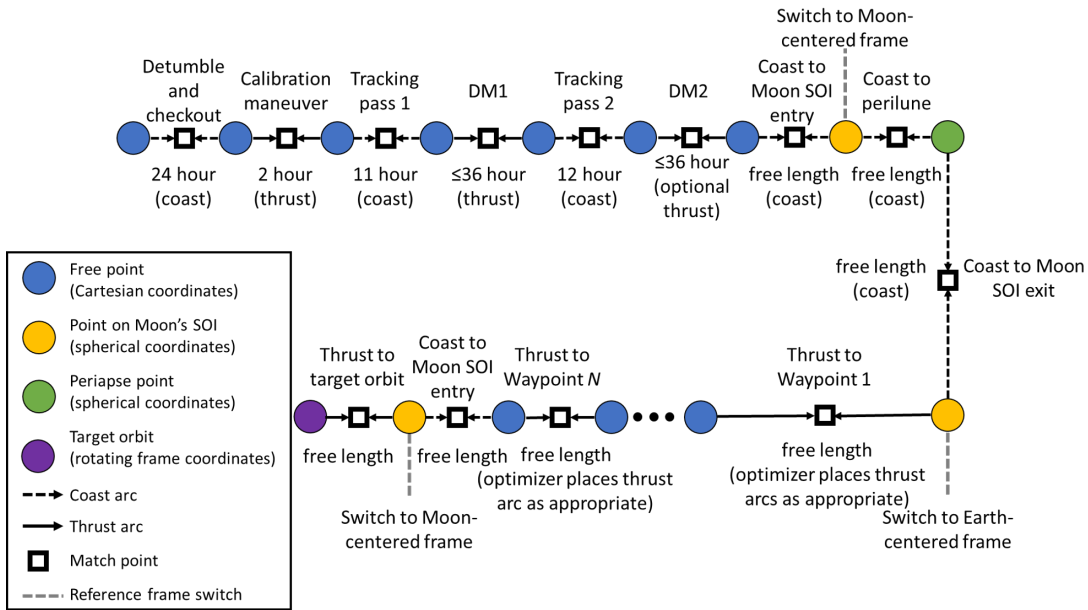 Switch to Moon-
centered frame
Detumble
and
checkout
Calibration
maneuver
Tracking
pass 1
DM1
Tracking
pass 2
DM2
Coast to
Moon SOI
entry
Coast to
perilune
24 hour
(coast)
2 hour
(thrust)
11 hour
(coast)
≤36 hour
(thrust)
12 hour
(coast)
≤36 hour
(optional
thrust)
free length
(coast)
free length
(coast)
free length
(coast)
Coast to Moon
SOI exit
Free point
(Cartesian coordinates)
Point on Moon's SOI
(spherical coordinates)
Periapse point
(spherical coordinates)
Target orbit
(rotating frame coordinates)
Coast arc
Thrust arc
Match point
Reference frame switch
Thrust to
target orbit
Coast to
Moon SOI
entry
Thrust to
Waypoint N
Thrust to
Waypoint 1
free length
free length
free length
(optimizer places thrust
arc as appropriate)
free length
(optimizer places thrust
arcs as appropriate)
Switch to Moon-
centered frame
Switch to Earth-
centered frame